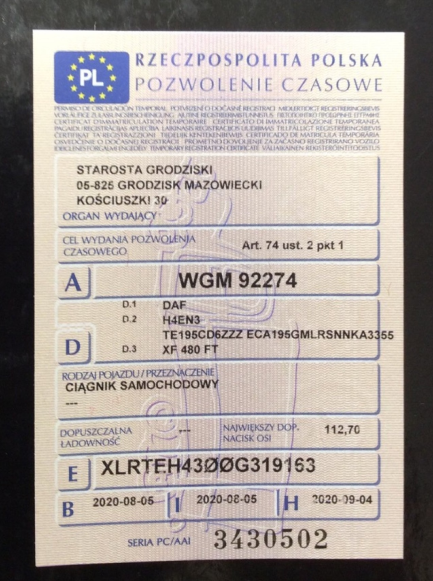 PL
RZECZPOSPOLITA POLSKA
POZWOLENIE CZASOWE
STAROSTA GRODZISKI
05-825 GRODZISK MAZOWIECKI
KOŚCIUSZKI 30
ORGAN WYDAJĄCY
CEL WYDANIA POZWOLENIA
CZASOWEGO
Art. 74 ust. 2 pkt 1
A WGM 92274
D.1 DAF
D.2 H4EN3
TE195CD6ZZZ ECA195GMLRSNNKA3355
D
D.3 XF 480 FT
RODZAJ POJAZDU / PRZEZNACZENIE
CIĄGNIK SAMOCHODOWY
---
DOPUSZCZALNA
ŁADOWNOŚĆ
---
NAJWIĘKSZY DOP.
NACISK OSI
112,70
E XLRTEH43ØØG319163
B 2020-08-05 I 2020-08-05 H 2020-09-04
SERIA PC/AAI 3430502